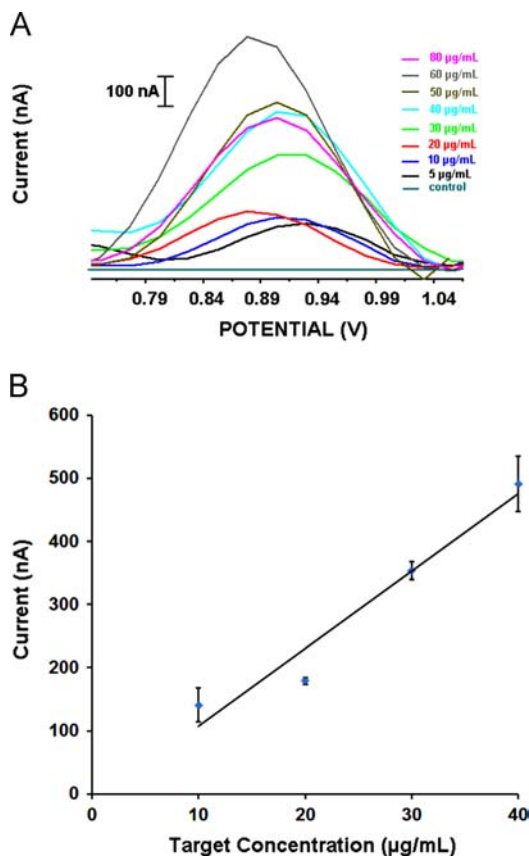 A
Current (nA)
100 nA
80 µg/mL
60 µg/mL
50 µg/mL
40 µg/mL
30 µg/mL
20 µg/mL
10 µg/mL
5 µg/mL
control
0.79 0.84 0.89 0.94 0.99 1.04
POTENTIAL (V)
B
Current (nA)
600
500
400
300
200
100
0
0 10 20 30 40
Target Concentration (µg/mL)